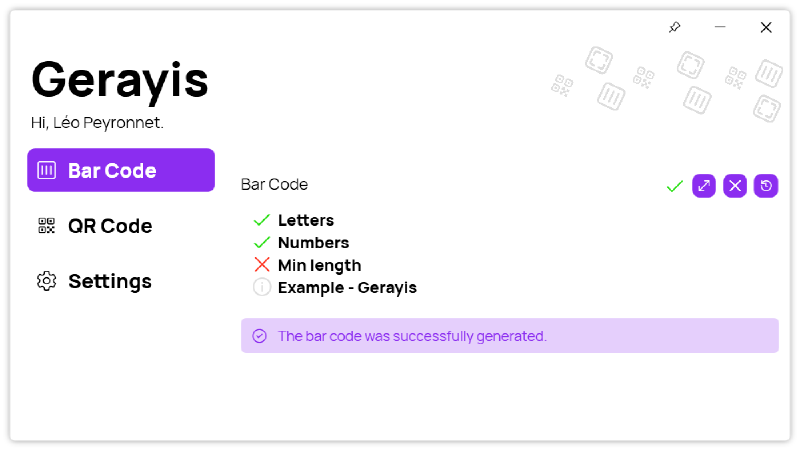 Gerayis
Hi, Léo Peyronnet.
Bar Code
QR Code
Settings
Bar Code
Letters
Numbers
Min length
Example - Gerayis
The bar code was successfully generated.